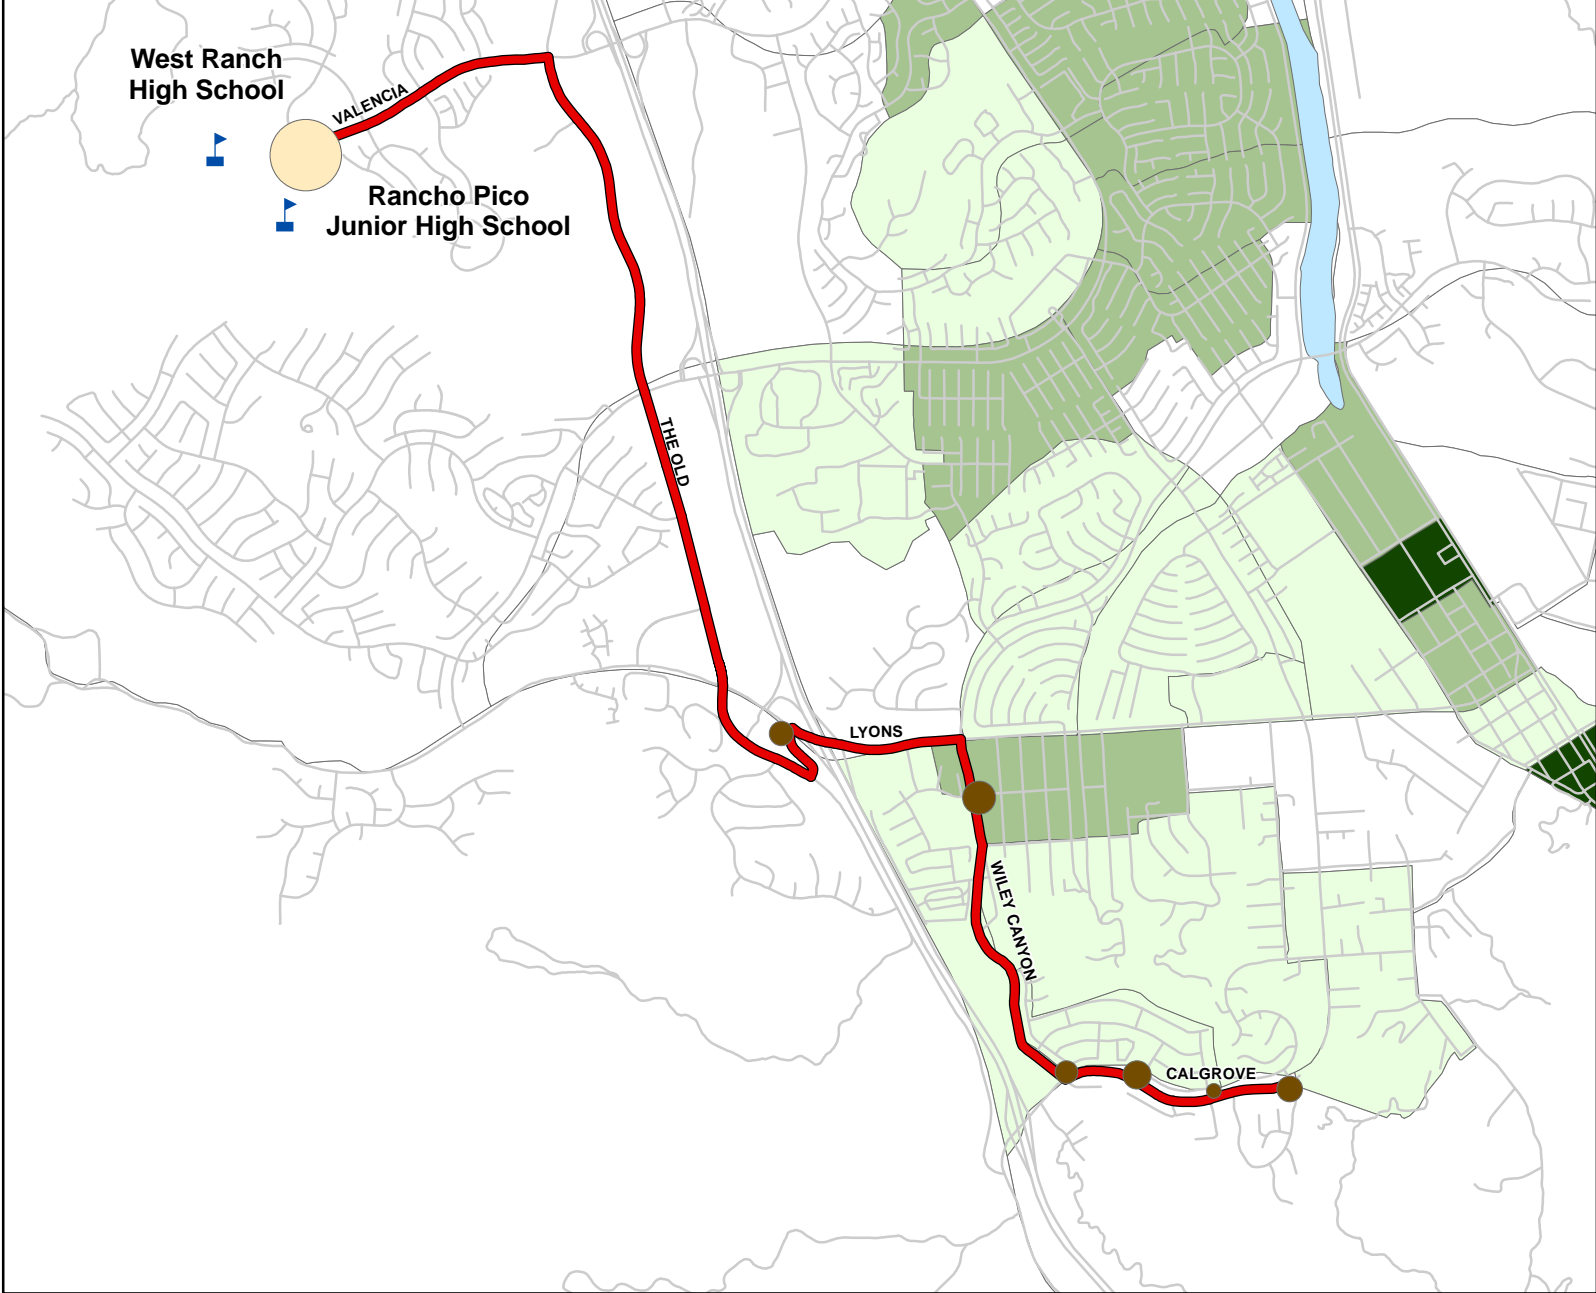 West Ranch
High School
VALENCIA
Rancho Pico
Junior High School
THE OLD
LYONS
WILEY CANYON
CALGROVE